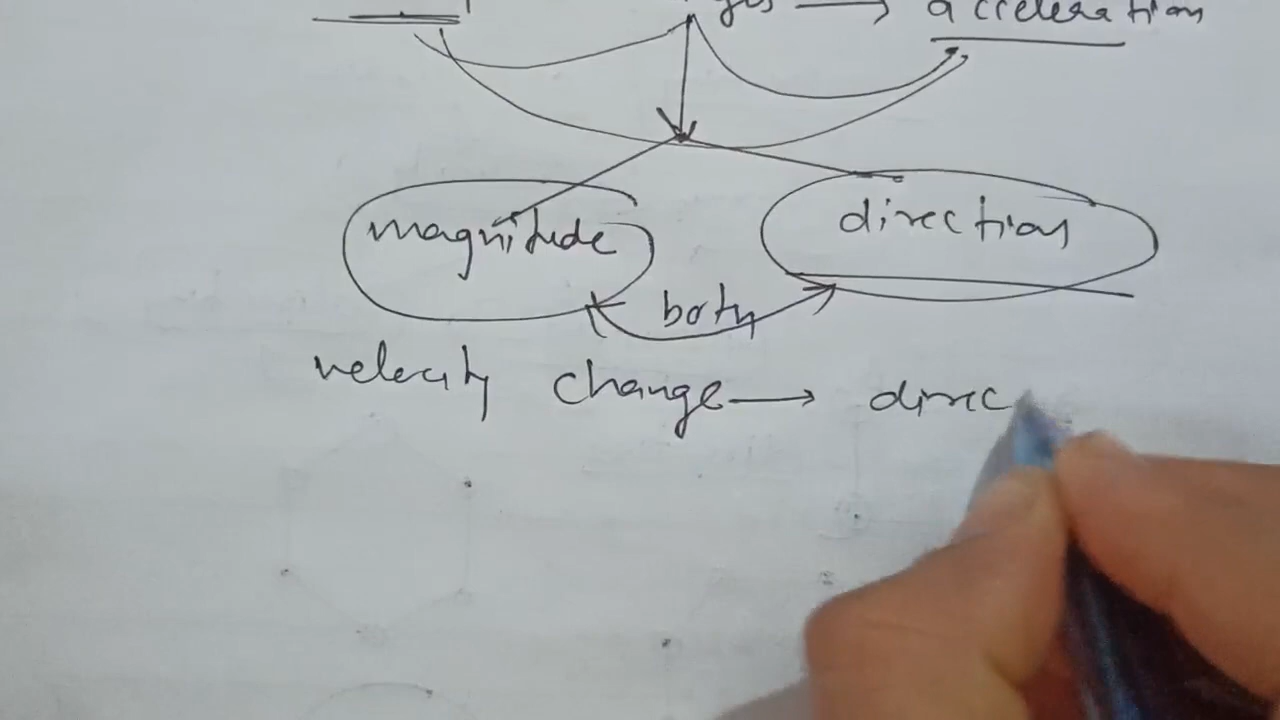 acceleration
magnitude direction
both
velocity change → direc